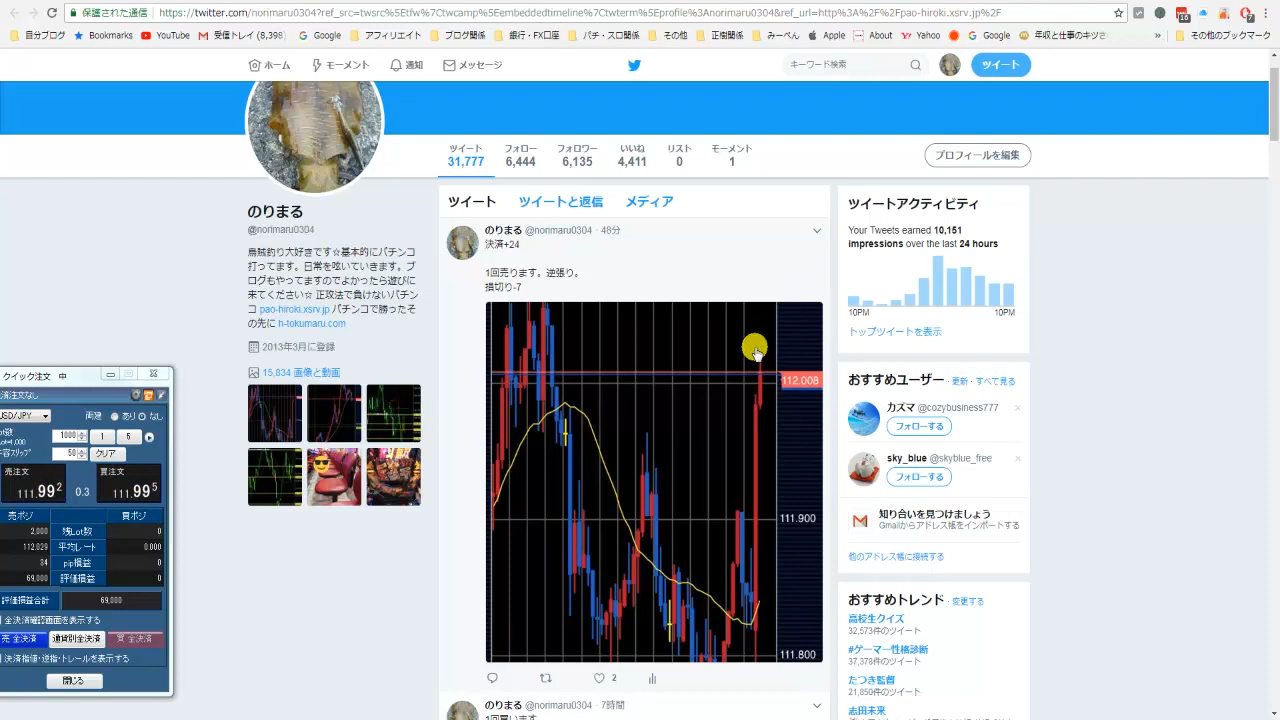 保護された通信 https://twitter.com/norimaru0304?ref_src=twsrc%5Etfw%7Ctwcamp%5Eembeddedtimeline%7Ctwterm%5Eprofile%3Anorimaru0304&ref_url=http%3A%2F%2Fpao-hiroki.xsrv.jp%2F
自分ブログ Bookmarks YouTube 受信トレイ (8,398) Google アフィリエイト ブログ関係 銀行・FX口座 パチ・スロ関係 その他 みーぺん 正樹関係 Apple About Yahoo Google 年収と仕事のキツさ » その他のブックマーク
ホーム モーメント 通知 メッセージ キーワード検索 ツイート
ツイート フォロー フォロワー いいね リスト モーメント
31,777 6,444 6,135 4,411 0 1
プロフィールを編集
のりまる
@norimaru0304
烏賊釣り大好きです☆基本的にパチンコ
打ってます。日常を呟いていきます。ブ
ログもやってますのでよかったら遊びに
来てください☆ 正攻法で負けないパチン
コ pao-hiroki.xsrv.jp パチンコで勝ったそ
の先に h-tokumaru.com
2013年3月に登録
15,834 画像と動画
クイック注文 中
済注文なし
USD/JPY 両建 あり なし
1000 1 5
50 クリア
売注文 買注文
111.992 0.3 111.995
売ポジ 買ポジ
2,000 残Lot数 0
112.029 平均レート 0.000
84 pip損益 0
69,000 評価損益 0
評価損益合計 69,000
全決済確認画面を表示する
売 全決済 通貨別全決済 買 全決済
決済指値・逆指・トレールを表示する
閉じる
ツイート ツイートと返信 メディア
のりまる @norimaru0304 · 48分
決済+24
1回売ります。逆張り。
損切り-7
112.008
111.900
111.800
2
のりまる @norimaru0304 · 7時間
1回買います
ツイートアクティビティ
Your Tweets earned 10,151
impressions over the last 24 hours
10PM 10PM
トップツイートを表示
おすすめユーザー · 更新 · すべて見る
カズマ @cozybusiness777
フォローする
sky_blue @skyblue_free
フォローする
知り合いを見つけましょう
Gmailからアドレス帳をインポートする
他のアドレス帳に接続する
おすすめトレンド · 変更する
高校生クイズ
32,573件のツイート
#ゲーマー性格診断
37,378件のツイート
たつき監督
21,850件のツイート
志田未来